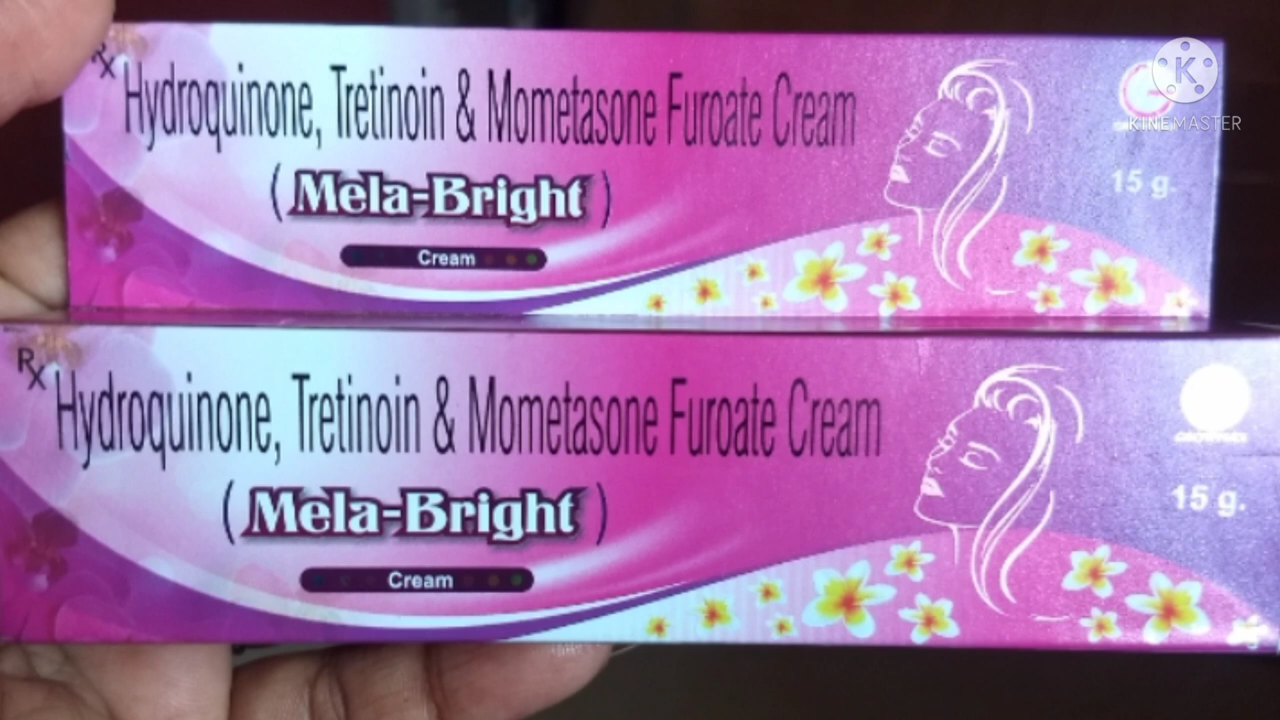 Rx
Hydroquinone, Tretinoin & Mometasone Furoate Cream
(Mela-Bright)
Cream
15 g.
K
KINEMASTER
Rx
Hydroquinone, Tretinoin & Mometasone Furoate Cream
(Mela-Bright)
Cream
15 g.